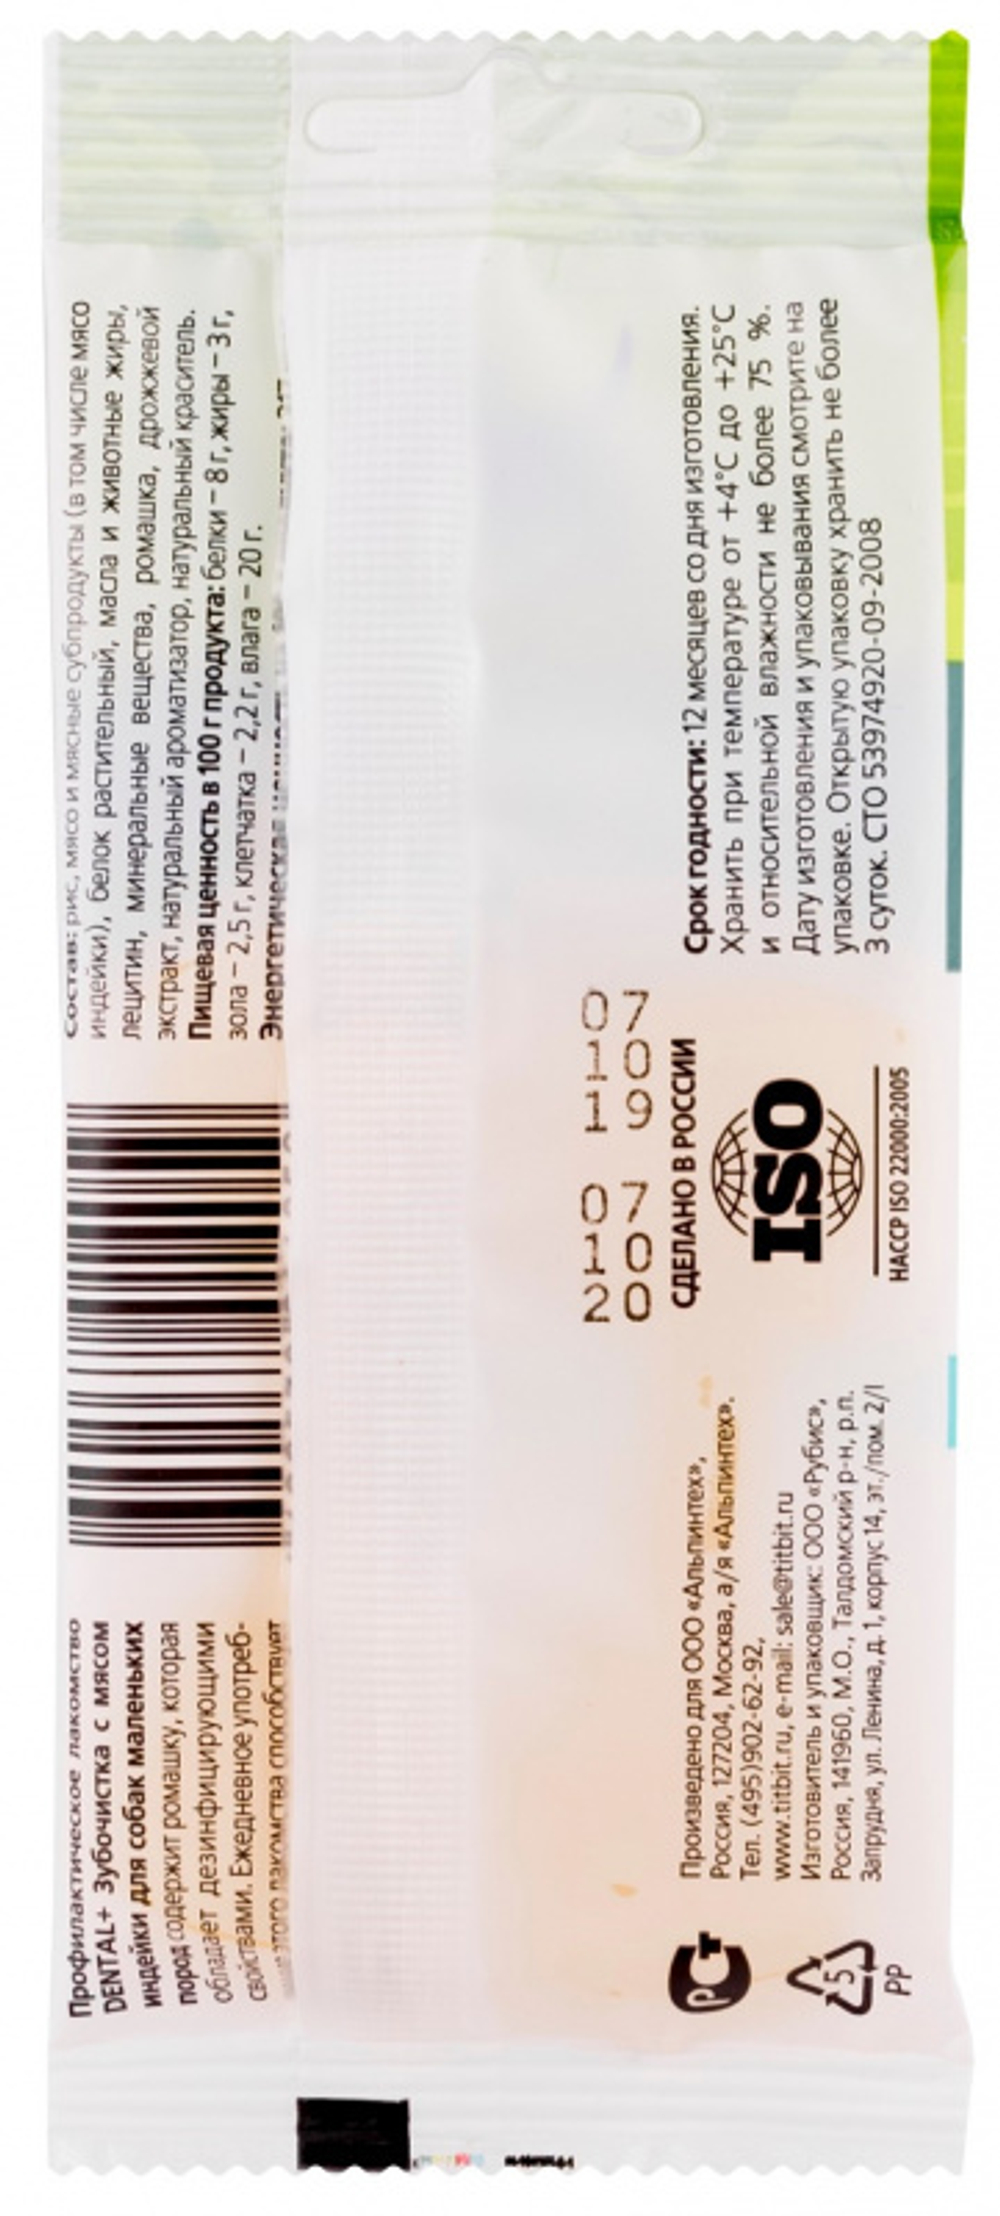 Профилактическое лакомство
DENTAL+ Зубочистка с мясом
индейки для собак маленьких
пород содержит ромашку, которая
обладает дезинфицирующими
свойствами. Ежедневное употреб-
этого лакомства способствует
Состав: рис, мясо и мясные субпродукты (в том числе мясо
индейки), белок растительный, масла и животные жиры,
лецитин, минеральные вещества, ромашка, дрожжевой
экстракт, натуральный ароматизатор, натуральный краситель.
Пищевая ценность в 100 г продукта: белки – 8 г, жиры – 3 г,
зола – 2,5 г, клетчатка – 2,2 г, влага – 20 г.
Энергетическая ценность
20 10 07 19 10 07
СДЕЛАНО В РОССИИ
ISO
HACCP ISO 22000:2005
Срок годности: 12 месяцев со дня изготовления.
Хранить при температуре от +4°С до +25°С
и относительной влажности не более 75 %.
Дату изготовления и упаковывания смотрите на
упаковке. Открытую упаковку хранить не более
3 суток. СТО 53974920-09-2008
Произведено для ООО «Альпинтех»,
Россия, 127204, Москва, а/я «Альпинтех».
Тел. (495)902-62-92,
www.titbit.ru, e-mail: sale@titbit.ru
Изготовитель и упаковщик: ООО «Рубис»,
Россия, 141960, М.О., Талдомский р-н, р.п.
Запрудня, ул. Ленина, д. 1, корпус 14, эт./пом. 2/I
РСТ
5
PP